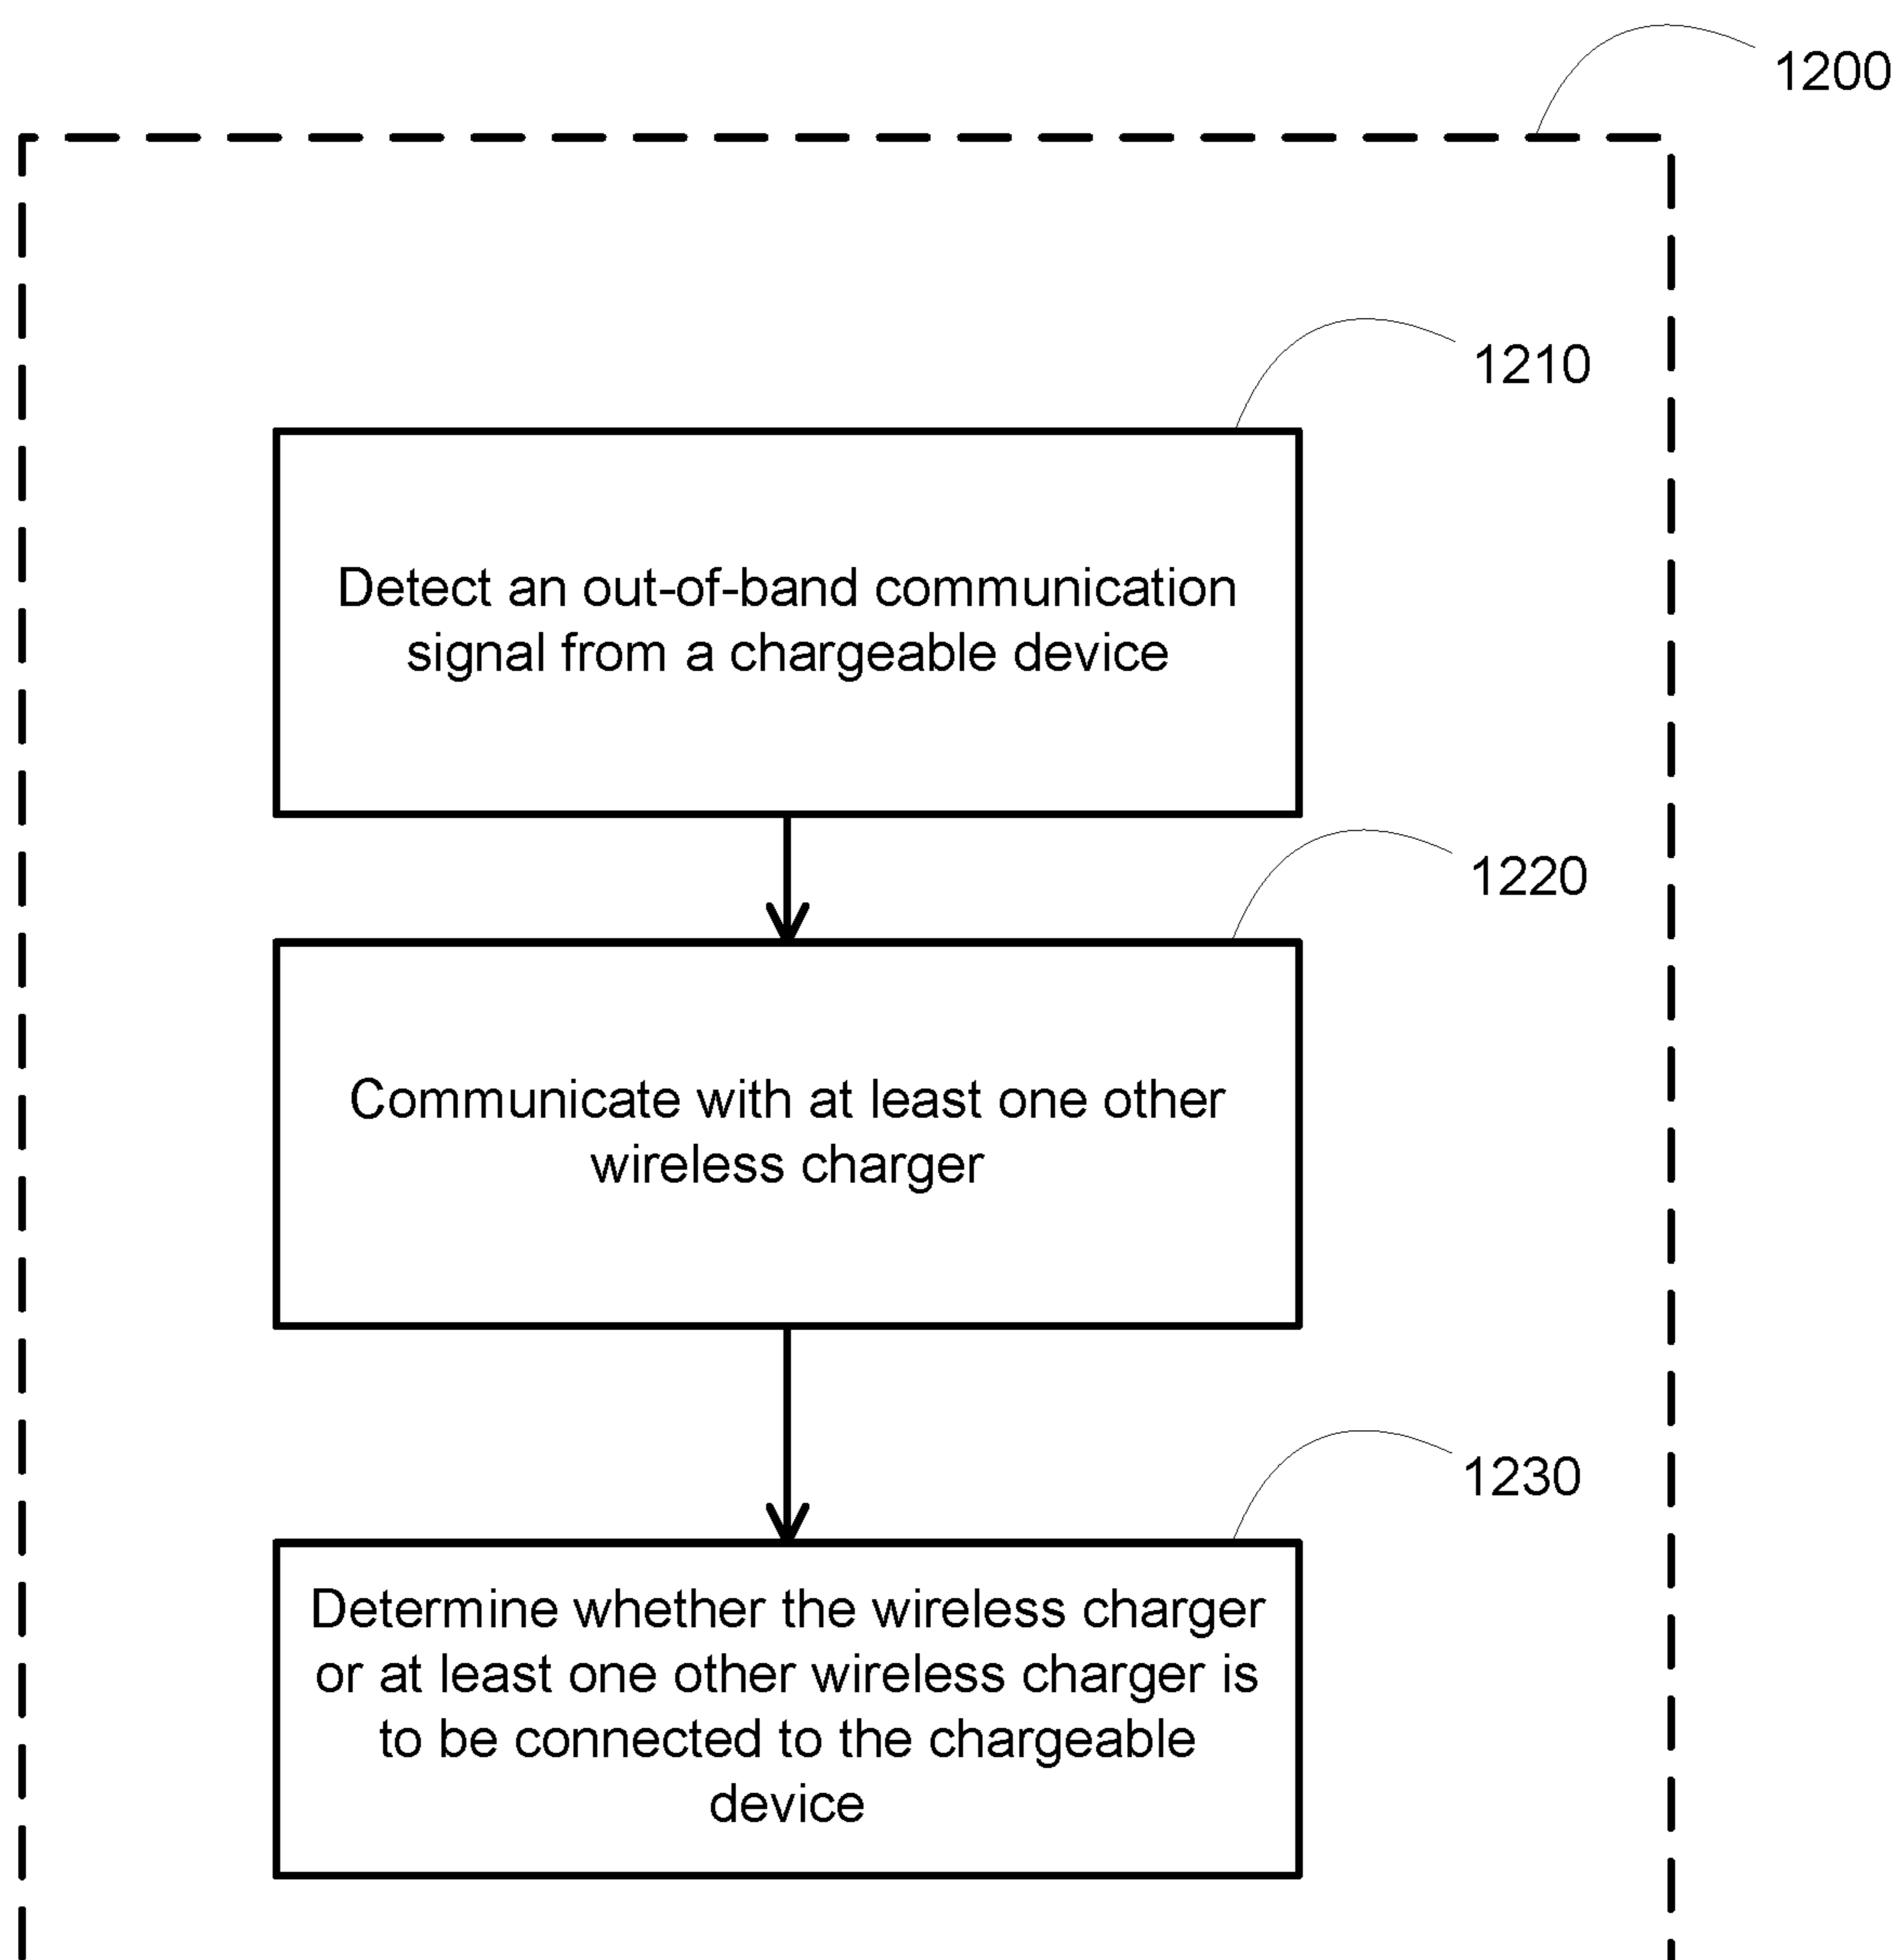 1200
1210
Detect an out-of-band communication
signal from a chargeable device
1220
Communicate with at least one other
wireless charger
1230
Determine whether the wireless charger
or at least one other wireless charger is
to be connected to the chargeable
device